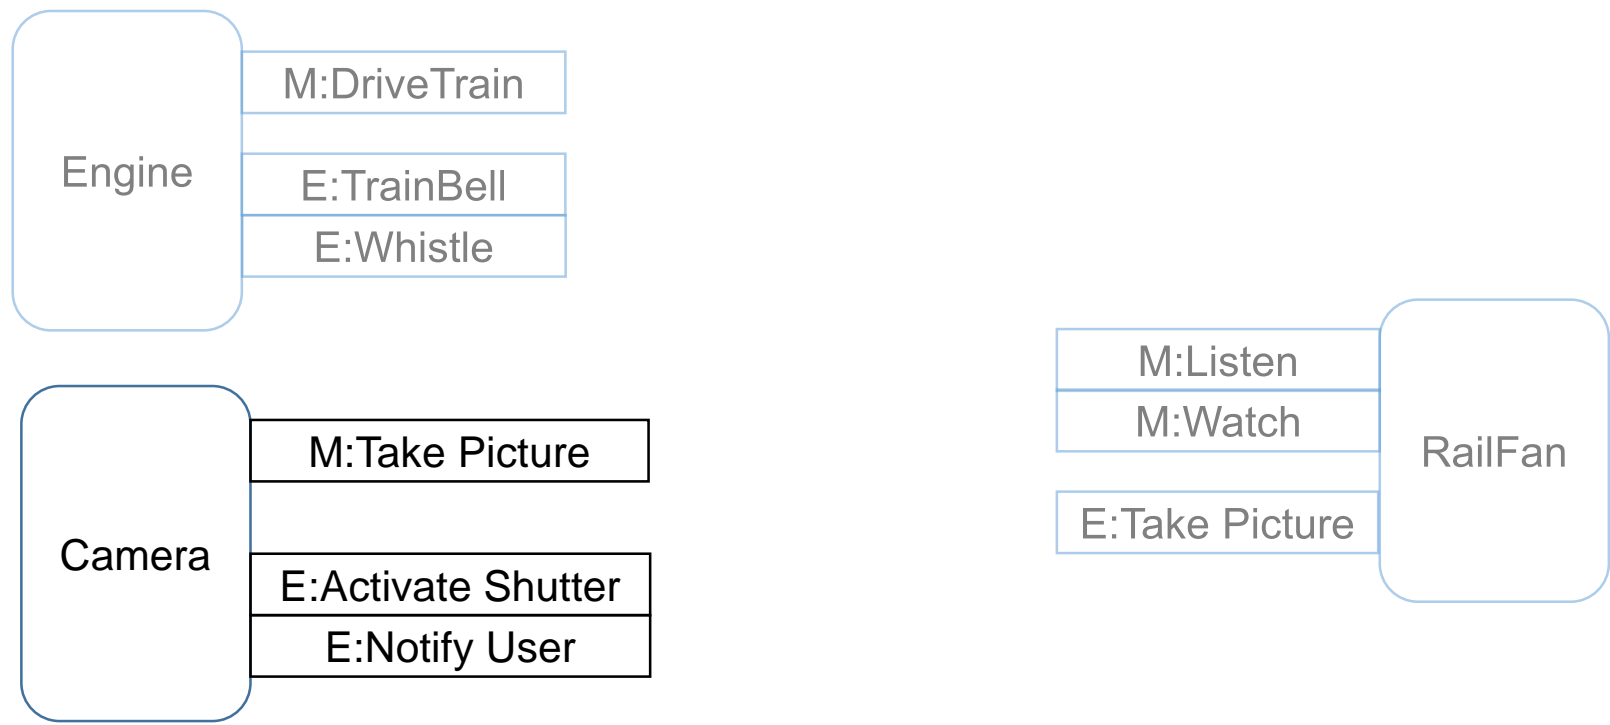 Engine
M:DriveTrain
E:TrainBell
E:Whistle
Camera
M:Take Picture
E:Activate Shutter
E:Notify User
M:Listen
M:Watch
E:Take Picture
RailFan